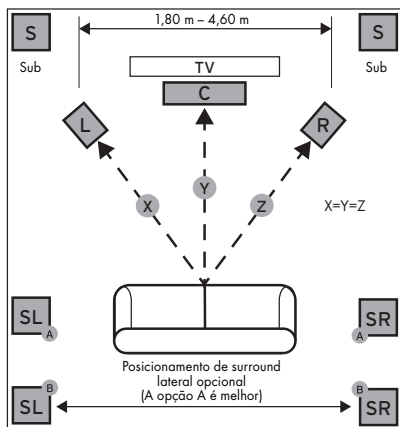 1,80 m – 4,60 m
S
S
Sub
TV
Sub
C
L
R
X
Y
Z
X=Y=Z
SL
A
SR
A
Posicionamento de surround
lateral opcional
(A opção A é melhor)
B
SL
B
SR